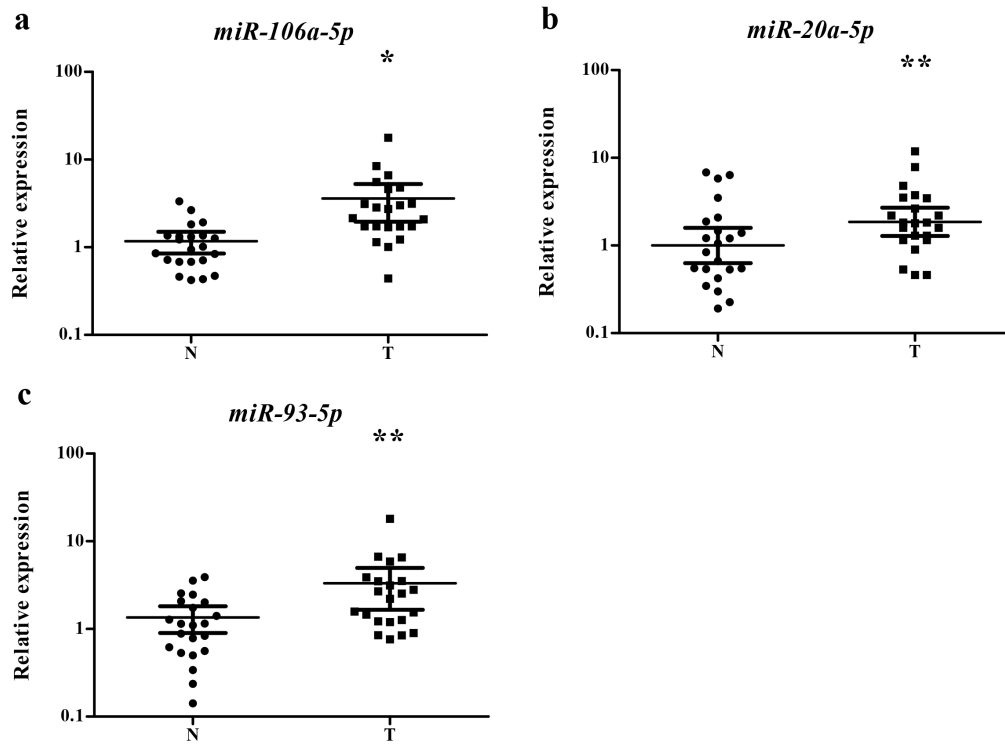 a
miR-106a-5p
*
Relative expression
100
10
1
0.1
N
T
b
miR-20a-5p
**
Relative expression
100
10
1
0.1
N
T
c
miR-93-5p
**
Relative expression
100
10
1
0.1
N
T